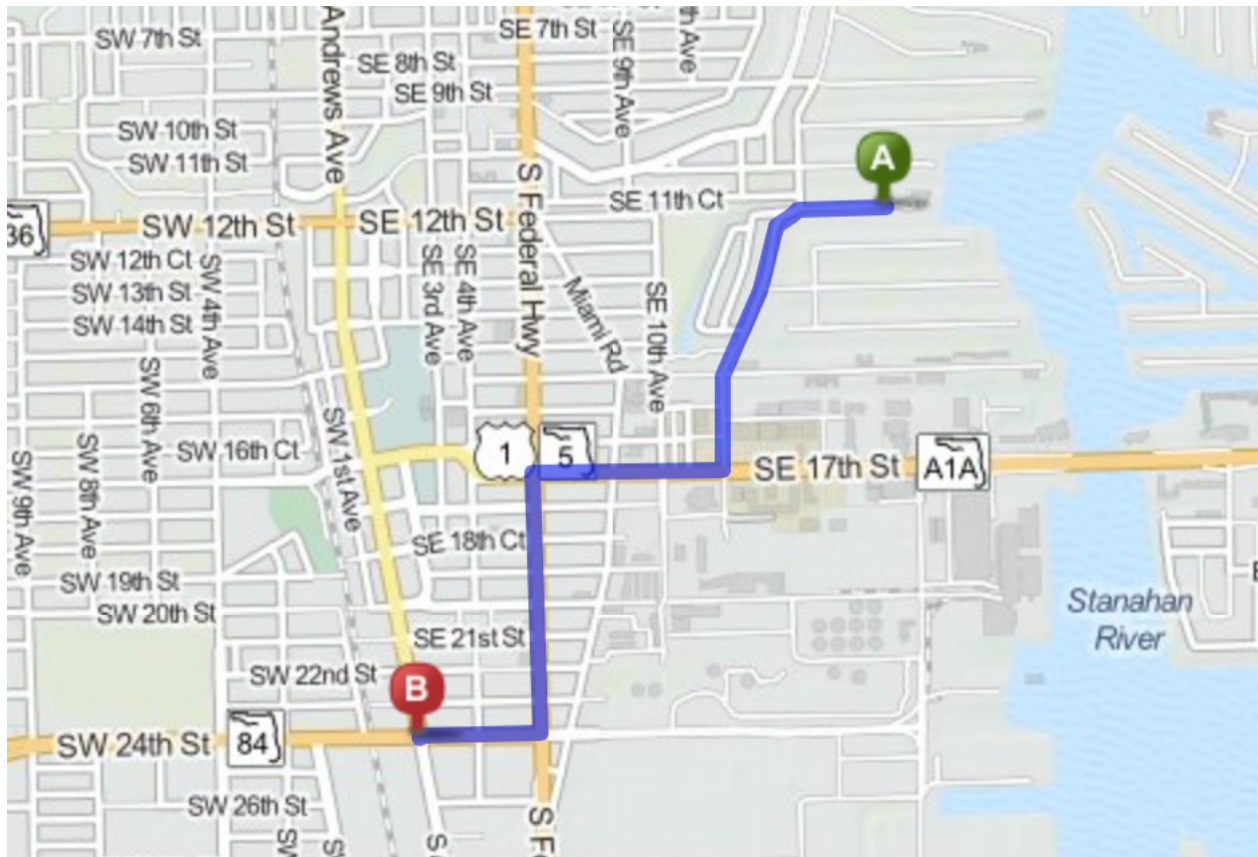 SW 7th St
Andrews Ave
SE 7th St
SE 8th St
SE 9th St
SE 9th Ave
SW 10th St
SW 11th St
A
36
SW 12th St
SE 12th St
SE 11th Ct
S Federal Hwy
SW 12th Ct
SW 13th St
SW 14th St
SW 4th Ave
SE 3rd Ave
SE 4th Ave
Miami Rd
SE 10th Ave
SW 6th Ave
SW 8th Ave
SW 9th Ave
SW 16th Ct
SW 1st Ave
1
5
SE 17th St
A1A
SE 18th Ct
SW 19th St
SW 20th St
Stanahan
River
SE 21st St
SW 22nd St
B
SW 24th St
84
SW 26th St